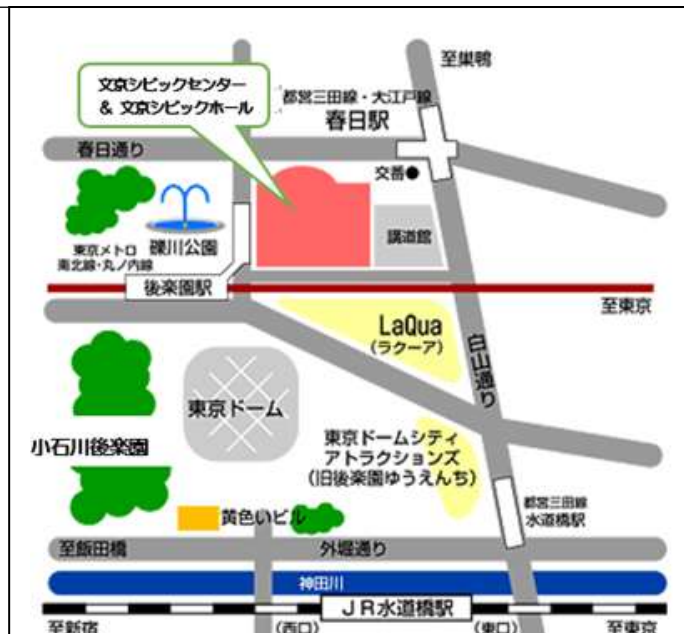 至巣鴨
文京シビックセンター
& 文京シビックホール
都営三田線・大江戸線
春日駅
春日通り
交番●
講道館
東京メトロ
南北線・丸ノ内線
礫川公園
後楽園駅
至東京
LaQua
(ラクーア)
白山通り
東京ドーム
小石川後楽園
東京ドームシティ
アトラクションズ
(旧後楽園ゆうえんち)
都営三田線
水道橋駅
黄色いビル
至飯田橋
外堀通り
神田川
JR水道橋駅
至新宿
(西口)
(東口)
至東京